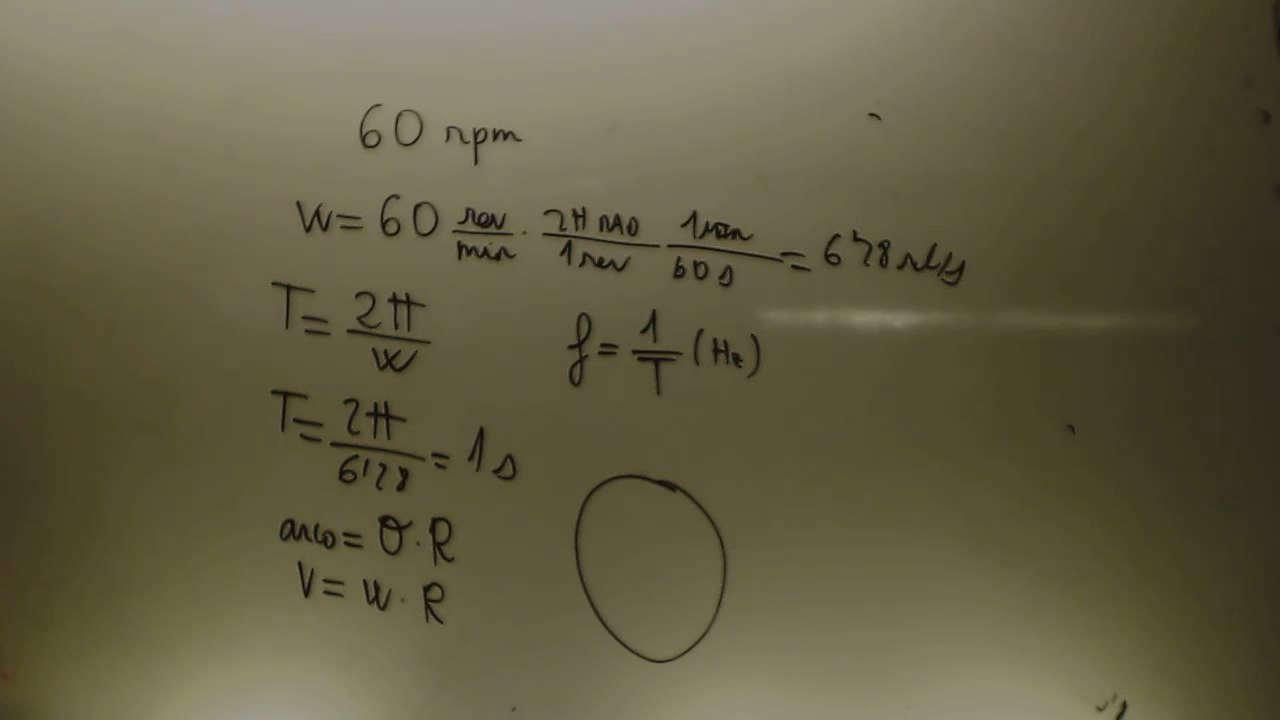 60 rpm
W = 60 rev/min · 2π RAD/1 rev 1 min/60 s = 6'28 rad/s
T = 2π/W
f = 1/T (Hz)
T = 2π/6'28 = 1 s
arco = θ · R
V = W · R